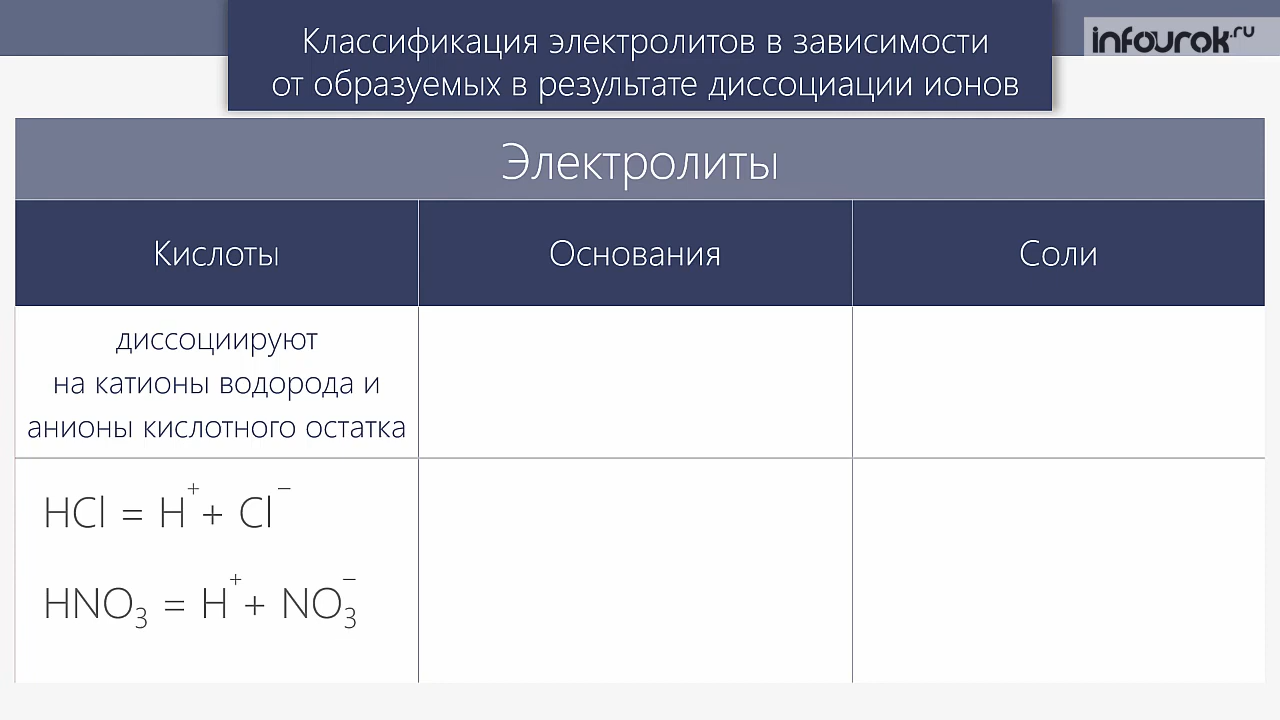 Классификация электролитов в зависимости
от образуемых в результате диссоциации ионов
infourok.ru
Электролиты
Кислоты
Основания
Соли
диссоциируют
на катионы водорода и
анионы кислотного остатка
HCl = H⁺ + Cl⁻
HNO₃ = H⁺ + NO₃⁻